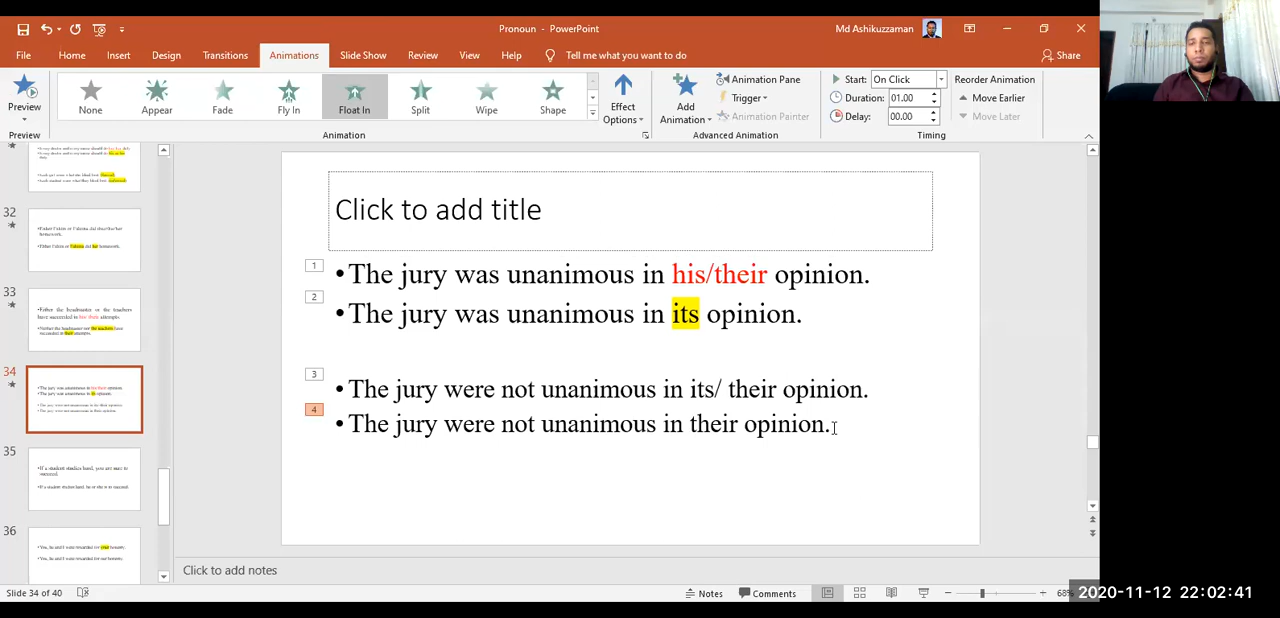 Pronoun - PowerPoint
Md Ashikuzzaman
File Home Insert Design Transitions Animations Slide Show Review View Help Tell me what you want to do Share
Preview
None Appear Fade Fly In Float In Split Wipe Shape
Effect Options
Add Animation
Animation Pane
Trigger
Animation Painter
Start: On Click
Duration: 01.00
Delay: 00.00
Reorder Animation
Move Earlier
Move Later
Preview Animation Advanced Animation Timing
32
33
34
35
36
Click to add title
1
•The jury was unanimous in his/their opinion.
2
•The jury was unanimous in its opinion.
3
•The jury were not unanimous in its/ their opinion.
4
•The jury were not unanimous in their opinion.
Click to add notes
Slide 34 of 40
Notes Comments 68%
2020-11-12 22:02:41